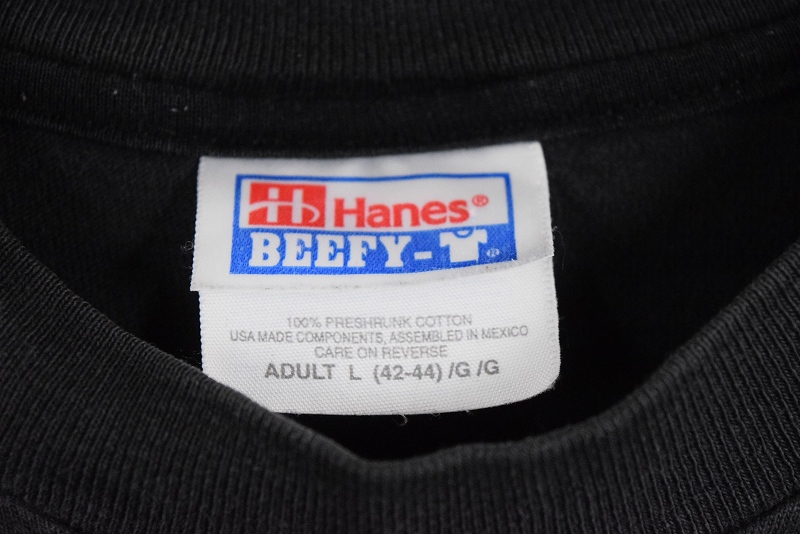 Hanes®
BEEFY-T®
100% PRESHRUNK COTTON
USA MADE COMPONENTS, ASSEMBLED IN MEXICO
CARE ON REVERSE
ADULT L (42-44) /G /G